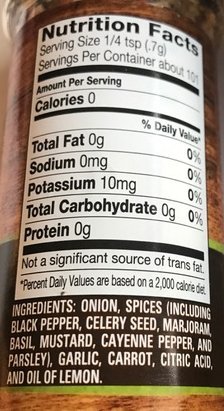 Nutrition Facts
Serving Size 1/4 tsp (.7g)
Servings Per Container about 101
Amount Per Serving
Calories 0
% Daily Value*
Total Fat 0g 0%
Sodium 0mg 0%
Potassium 10mg 0%
Total Carbohydrate 0g 0%
Protein 0g
Not a significant source of trans fat.
*Percent Daily Values are based on a 2,000 calorie diet.
INGREDIENTS: ONION, SPICES (INCLUDING
BLACK PEPPER, CELERY SEED, MARJORAM,
BASIL, MUSTARD, CAYENNE PEPPER, AND
PARSLEY), GARLIC, CARROT, CITRIC ACID,
AND OIL OF LEMON.